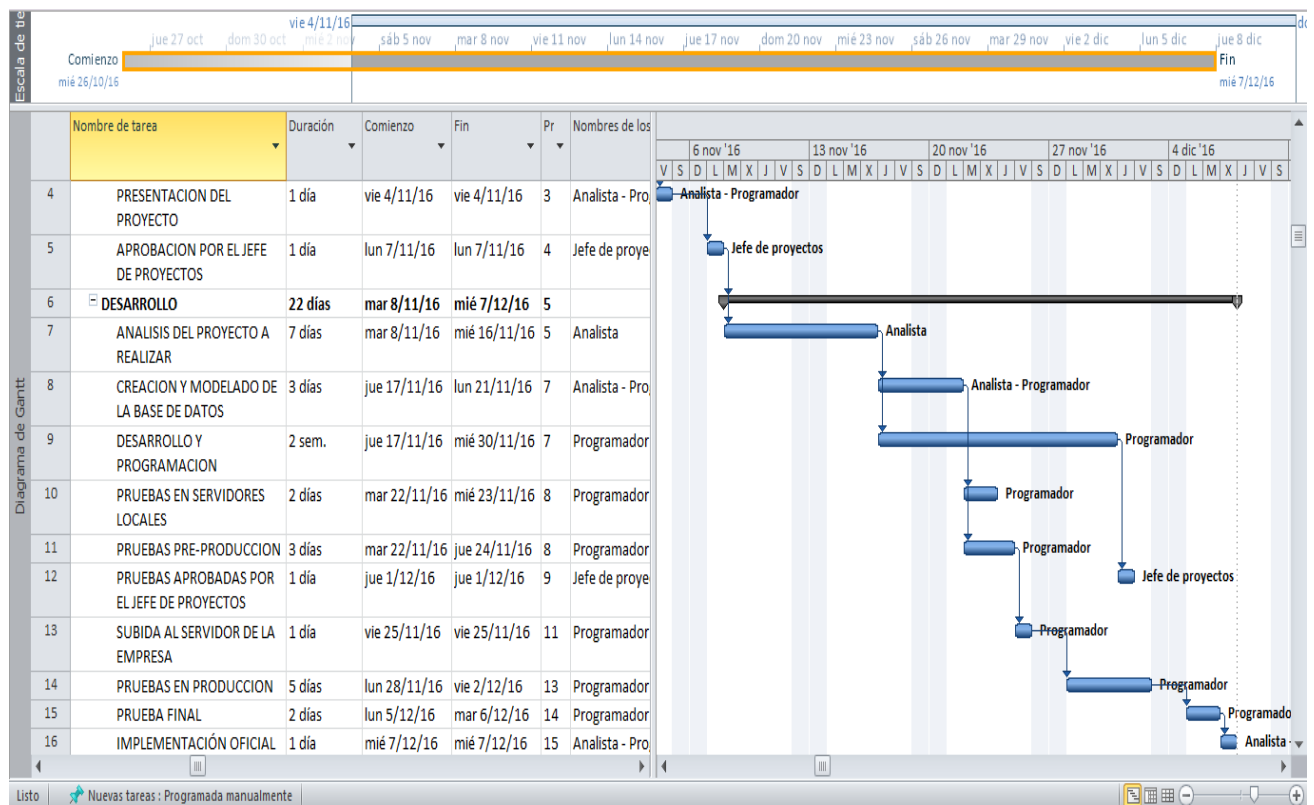 Escala de tie
vie 4/11/16
do
jue 27 oct dom 30 oct mié 2 nov sáb 5 nov mar 8 nov vie 11 nov lun 14 nov jue 17 nov dom 20 nov mié 23 nov sáb 26 nov mar 29 nov vie 2 dic lun 5 dic jue 8 dic
Comienzo
mié 26/10/16
Fin
mié 7/12/16
Diagrama de Gantt
Nombre de tarea Duración Comienzo Fin Pr Nombres de los
6 nov '16 13 nov '16 20 nov '16 27 nov '16 4 dic '16
V S D L M X J V S D L M X J V S D L M X J V S D L M X J V S D L M X J V S
4 PRESENTACION DEL 1 día vie 4/11/16 vie 4/11/16 3 Analista - Pro Analista - Programador
PROYECTO
5 APROBACION POR EL JEFE 1 día lun 7/11/16 lun 7/11/16 4 Jefe de proye Jefe de proyectos
DE PROYECTOS
6 DESARROLLO 22 días mar 8/11/16 mié 7/12/16 5
7 ANALISIS DEL PROYECTO A 7 días mar 8/11/16 mié 16/11/16 5 Analista Analista
REALIZAR
8 CREACION Y MODELADO DE 3 días jue 17/11/16 lun 21/11/16 7 Analista - Pro Analista - Programador
LA BASE DE DATOS
9 DESARROLLO Y 2 sem. jue 17/11/16 mié 30/11/16 7 Programador Programador
PROGRAMACION
10 PRUEBAS EN SERVIDORES 2 días mar 22/11/16 mié 23/11/16 8 Programador Programador
LOCALES
11 PRUEBAS PRE-PRODUCCION 3 días mar 22/11/16 jue 24/11/16 8 Programador Programador
12 PRUEBAS APROBADAS POR 1 día jue 1/12/16 jue 1/12/16 9 Jefe de proye Jefe de proyectos
EL JEFE DE PROYECTOS
13 SUBIDA AL SERVIDOR DE LA 1 día vie 25/11/16 vie 25/11/16 11 Programador Programador
EMPRESA
14 PRUEBAS EN PRODUCCION 5 días lun 28/11/16 vie 2/12/16 13 Programador Programador
15 PRUEBA FINAL 2 días lun 5/12/16 mar 6/12/16 14 Programador Programado
16 IMPLEMENTACIÓN OFICIAL 1 día mié 7/12/16 mié 7/12/16 15 Analista - Pro Analista -
Listo Nuevas tareas : Programada manualmente